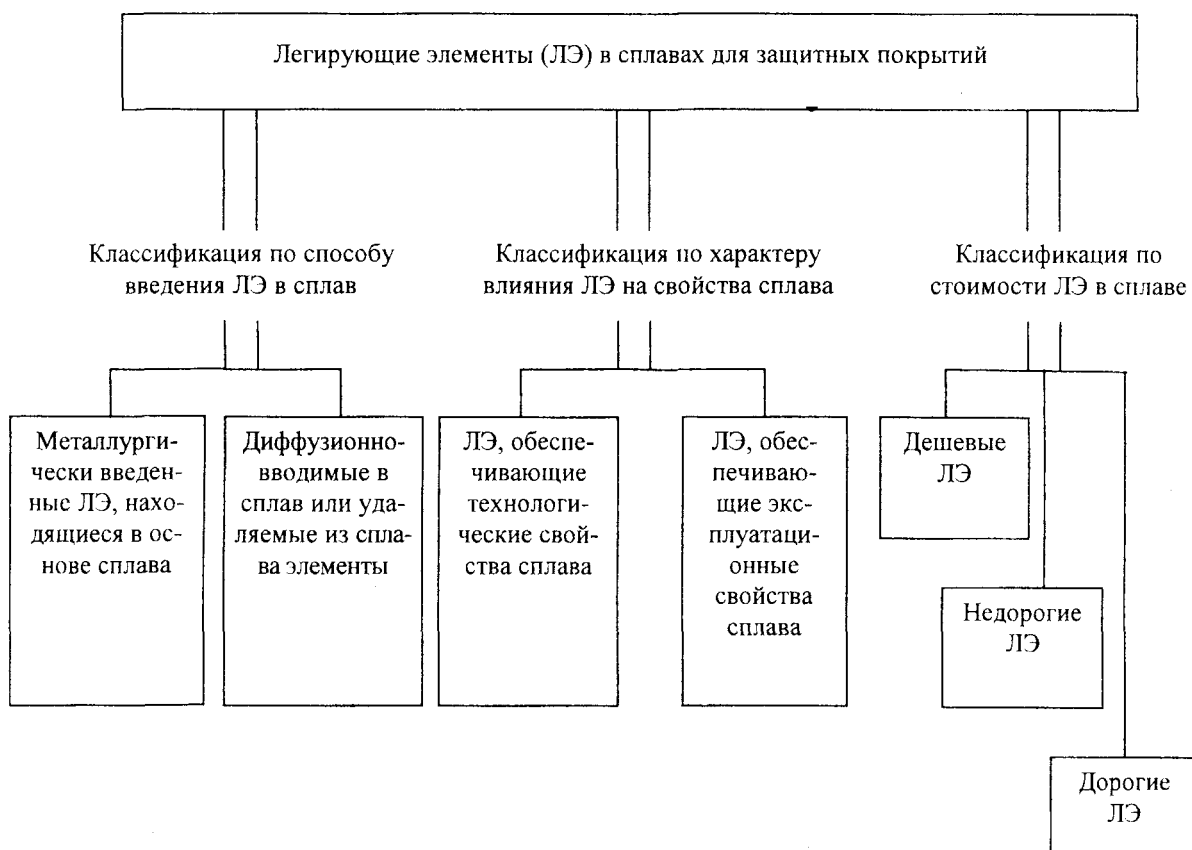 Легирующие элементы (ЛЭ) в сплавах для защитных покрытий
Классификация по способу
введения ЛЭ в сплав
Классификация по характеру
влияния ЛЭ на свойства сплава
Классификация по
стоимости ЛЭ в сплаве
Металлурги-
чески введен-
ные ЛЭ, нахо-
дящиеся в ос-
нове сплава
Диффузионно-
вводимые в
сплав или уда-
ляемые из спла-
ва элементы
ЛЭ, обеспе-
чивающие
технологи-
ческие свой-
ства сплава
ЛЭ, обес-
печиваю-
щие экс-
плуатаци-
онные
свойства
сплава
Дешевые
ЛЭ
Недорогие
ЛЭ
Дорогие
ЛЭ